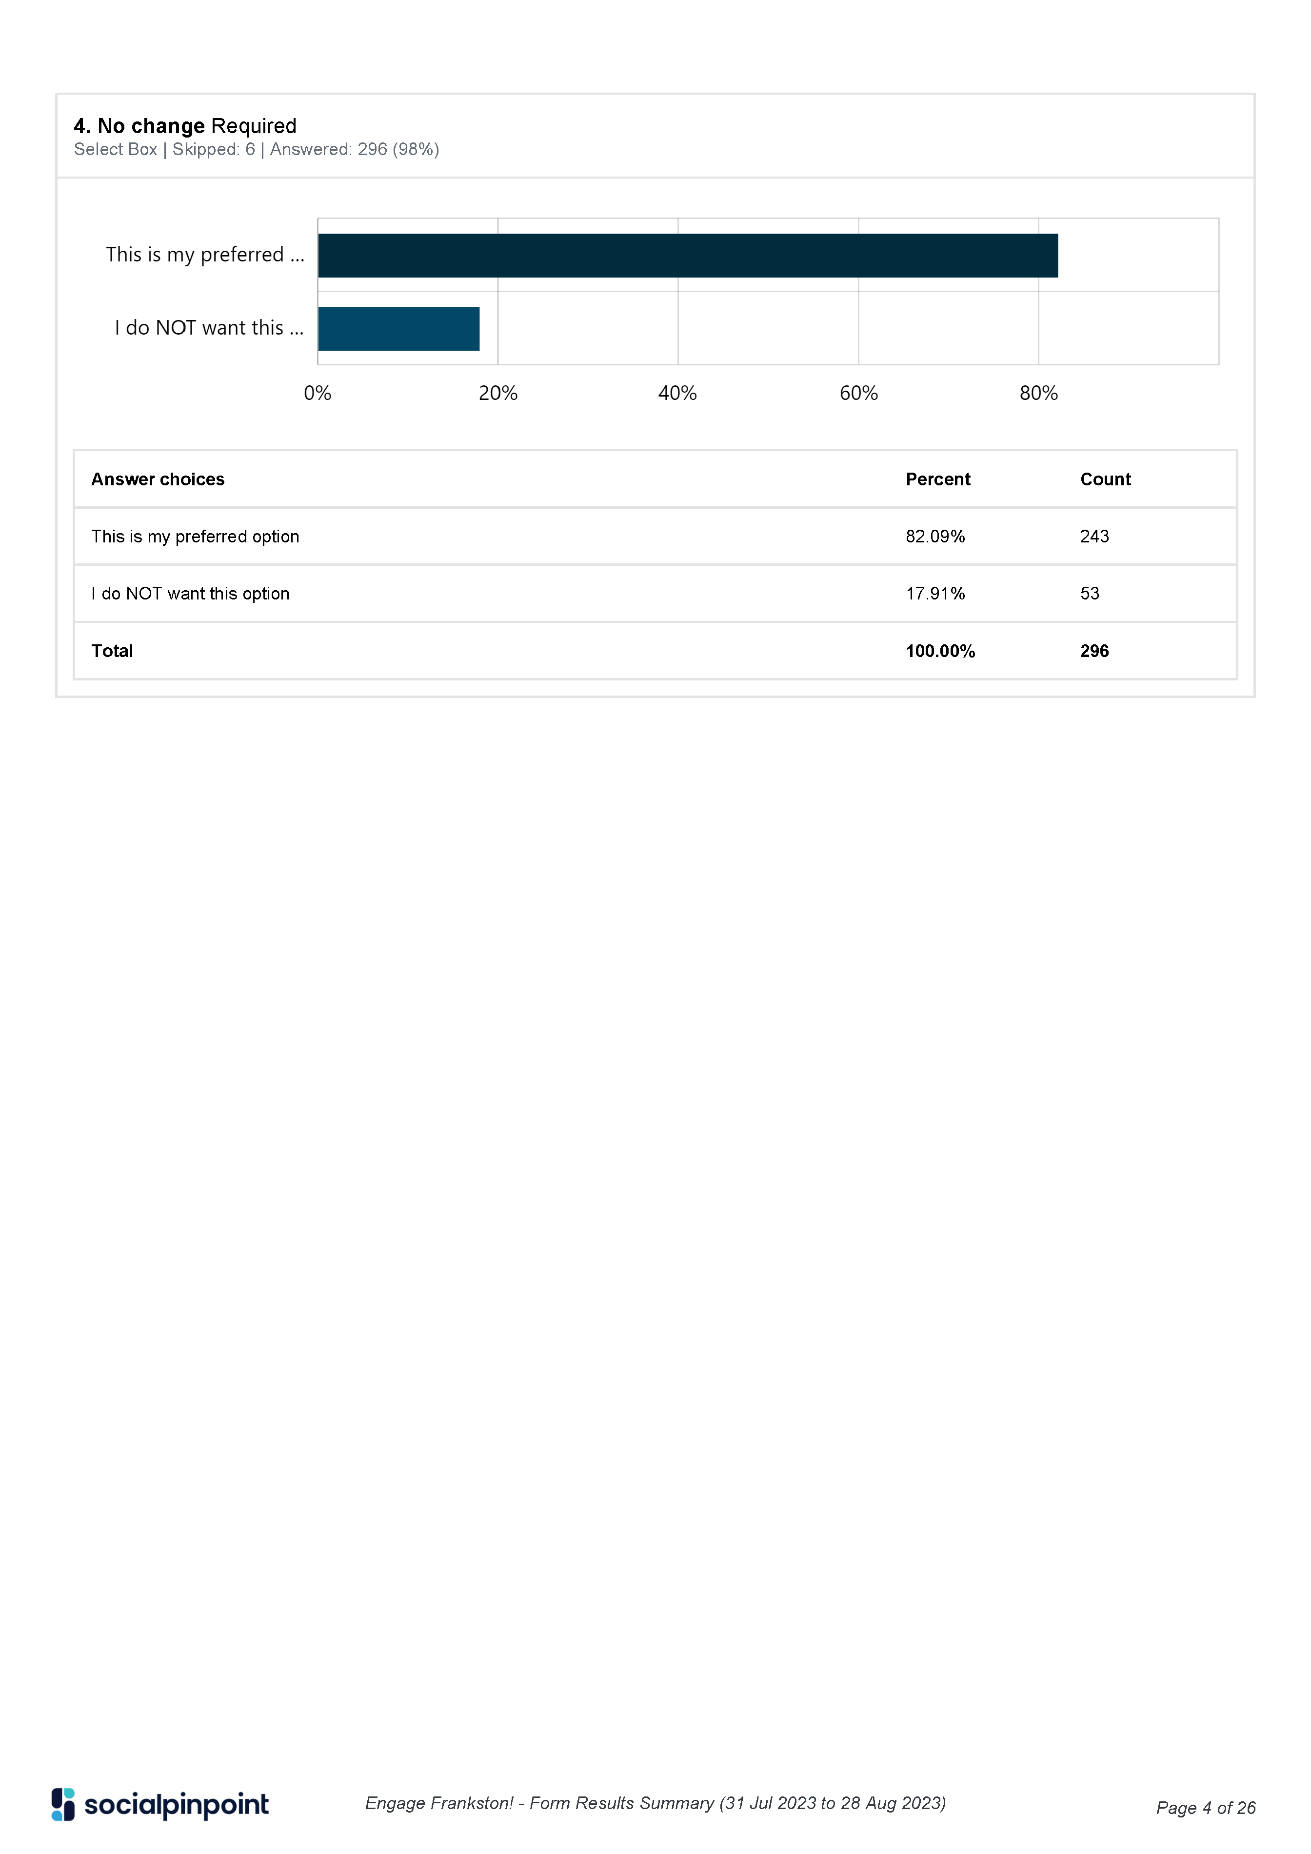 4. No change Required
Select Box | Skipped: 6 | Answered: 296 (98%)
This is my preferred ...
I do NOT want this ...
0% 20% 40% 60% 80%
Answer choices Percent Count
This is my preferred option 82.09% 243
I do NOT want this option 17.91% 53
Total 100.00% 296
socialpinpoint Engage Frankston! - Form Results Summary (31 Jul 2023 to 28 Aug 2023) Page 4 of 26